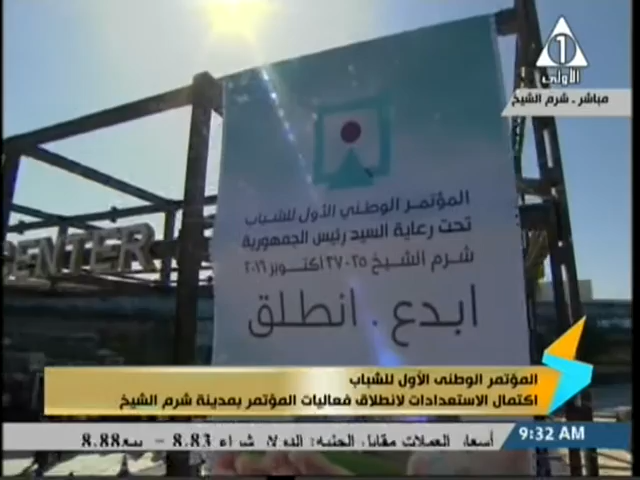 1
الأولى
مباشر . شرم الشيخ
المؤتمر الوطني الأول للشباب
تحت رعاية السيد رئيس الجمهورية
شرم الشيخ ٢٥-٢٧ أكتوبر ٢٠١٦
ابدع . انطلق
CENTER
المؤتمر الوطنى الأول للشباب
اكتمال الاستعدادات لانطلاق فعاليات المؤتمر بمدينة شرم الشيخ
أسعار العملات مقابل الجنيه: الدولار شراء 8.83 - بيع 8.88
9:32 AM